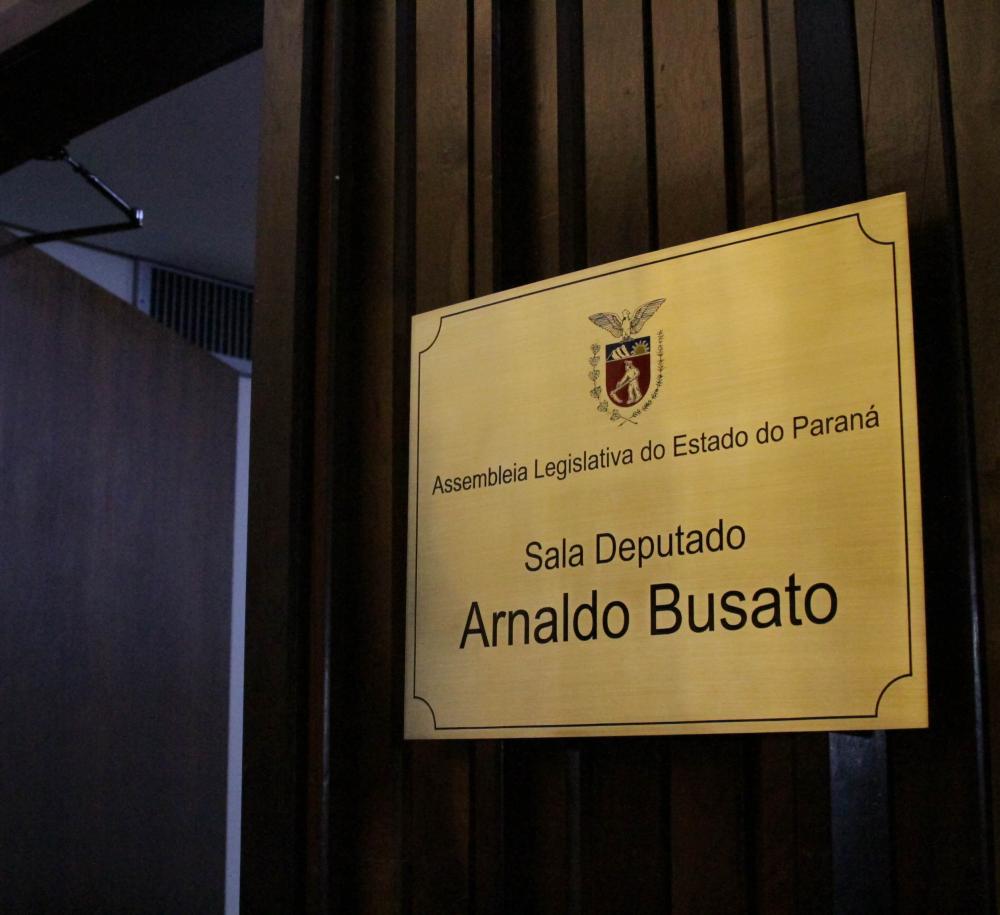 Assembleia Legislativa do Estado do Paraná
Sala Deputado
Arnaldo Busato